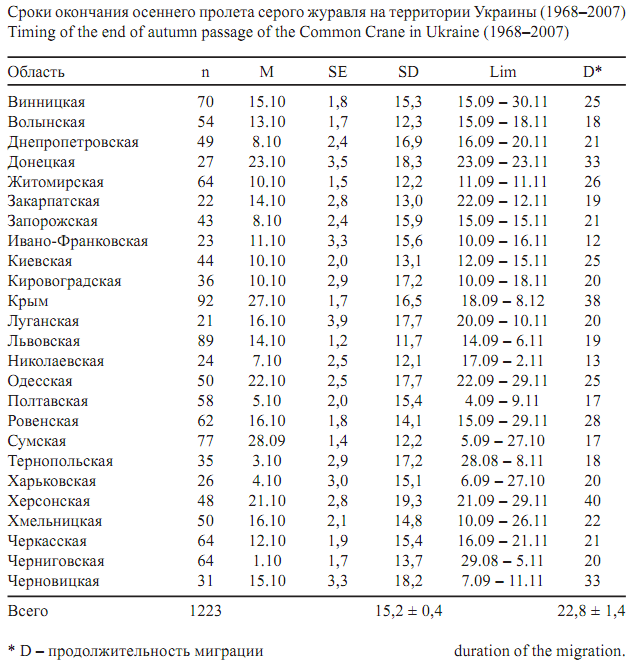 Сроки окончания осеннего пролета серого журавля на территории Украины (1968–2007)
Timing of the end of autumn passage of the Common Crane in Ukraine (1968–2007)
Область n M SE SD Lim D*
Винницкая 70 15.10 1,8 15,3 15.09 – 30.11 25
Волынская 54 13.10 1,7 12,3 15.09 – 18.11 18
Днепропетровская 49 8.10 2,4 16,9 16.09 – 20.11 21
Донецкая 27 23.10 3,5 18,3 23.09 – 23.11 33
Житомирская 64 10.10 1,5 12,2 11.09 – 11.11 26
Закарпатская 22 14.10 2,8 13,0 22.09 – 12.11 19
Запорожская 43 8.10 2,4 15,9 15.09 – 15.11 21
Ивано-Франковская 23 11.10 3,3 15,6 10.09 – 16.11 12
Киевская 44 10.10 2,0 13,1 12.09 – 15.11 25
Кировоградская 36 10.10 2,9 17,2 10.09 – 18.11 20
Крым 92 27.10 1,7 16,5 18.09 – 8.12 38
Луганская 21 16.10 3,9 17,7 20.09 – 10.11 20
Львовская 89 14.10 1,2 11,7 14.09 – 6.11 19
Николаевская 24 7.10 2,5 12,1 17.09 – 2.11 13
Одесская 50 22.10 2,5 17,7 22.09 – 29.11 25
Полтавская 58 5.10 2,0 15,4 4.09 – 9.11 17
Ровенская 62 16.10 1,8 14,1 15.09 – 29.11 28
Сумская 77 28.09 1,4 12,2 5.09 – 27.10 17
Тернопольская 35 3.10 2,9 17,2 28.08 – 8.11 18
Харьковская 26 4.10 3,0 15,1 6.09 – 27.10 20
Херсонская 48 21.10 2,8 19,3 21.09 – 29.11 40
Хмельницкая 50 16.10 2,1 14,8 10.09 – 26.11 22
Черкасская 64 12.10 1,9 15,4 16.09 – 21.11 21
Черниговская 64 1.10 1,7 13,7 29.08 – 5.11 20
Черновицкая 31 15.10 3,3 18,2 7.09 – 11.11 33
Всего 1223 15,2 ± 0,4 22,8 ± 1,4
* D – продолжительность миграции duration of the migration.